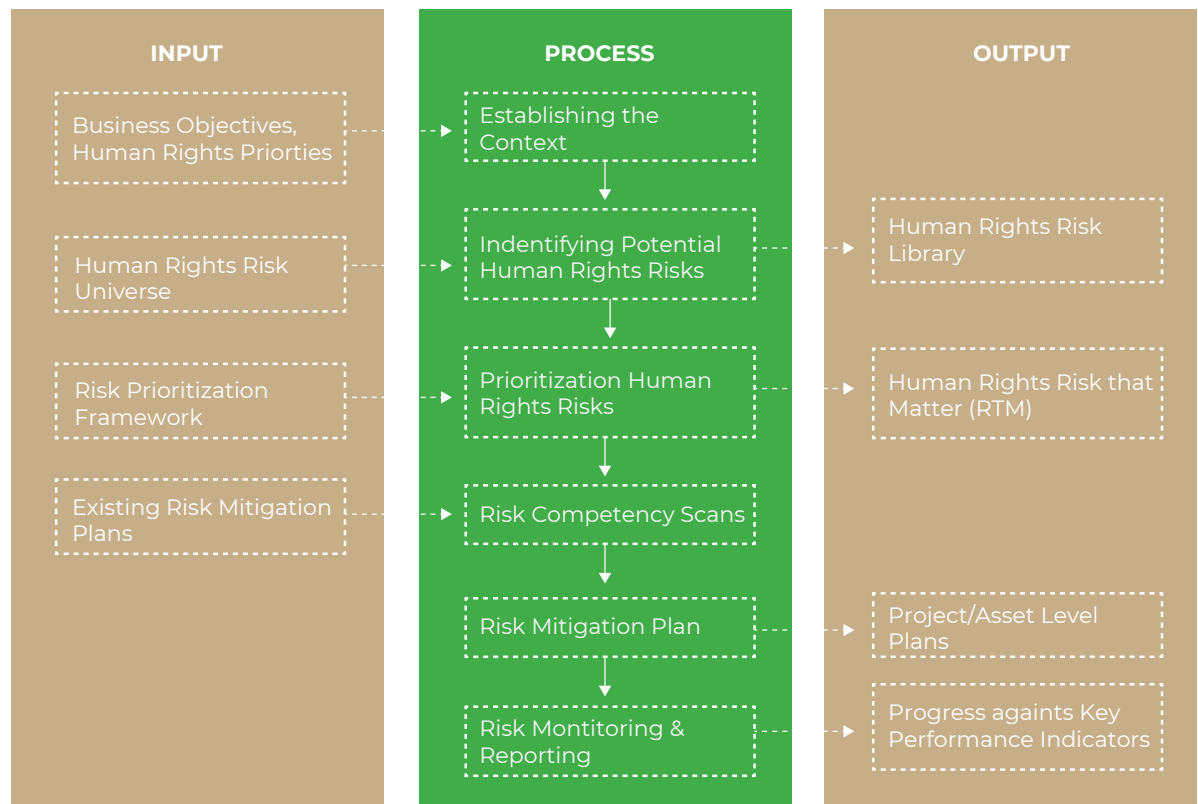 INPUT
Business Objectives,
Human Rights Priorties
Human Rights Risk
Universe
Risk Prioritization
Framework
Existing Risk Mitigation
Plans
PROCESS
Establishing the
Context
Indentifying Potential
Human Rights Risks
Prioritization Human
Rights Risks
Risk Competency Scans
Risk Mitigation Plan
Risk Montitoring &
Reporting
OUTPUT
Human Rights Risk
Library
Human Rights Risk that
Matter (RTM)
Project/Asset Level
Plans
Progress againts Key
Performance Indicators